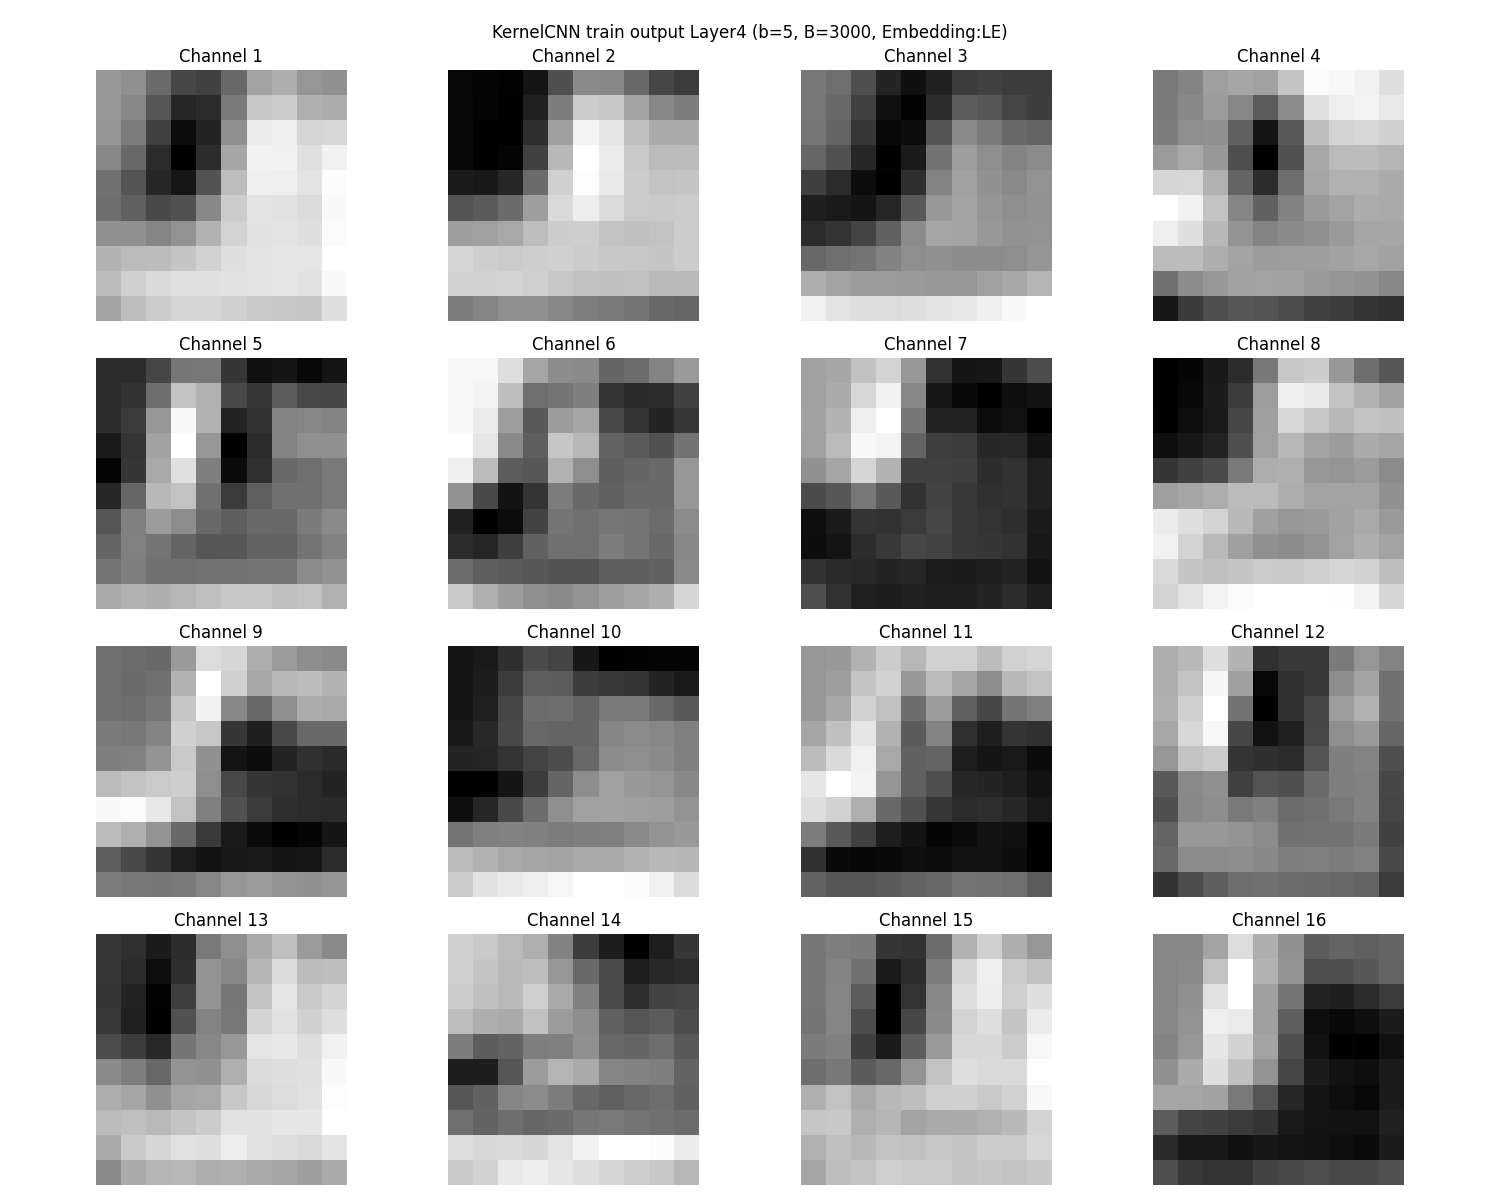 KernelCNN train output Layer4 (b=5, B=3000, Embedding:LE)
Channel 1 Channel 2 Channel 3 Channel 4
Channel 5 Channel 6 Channel 7 Channel 8
Channel 9 Channel 10 Channel 11 Channel 12
Channel 13 Channel 14 Channel 15 Channel 16